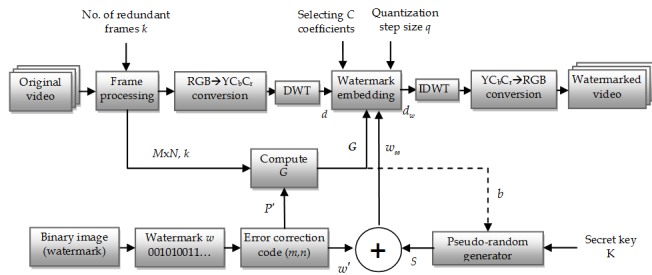 No. of redundant
frames k
Selecting C
coefficients
Quantization
step size q
Original
video
Frame
processing
RGB→YCbCr
conversion
DWT
Watermark
embedding
IDWT
YCbCr→RGB
conversion
Watermarked
video
d
dw
MxN, k
Compute
G
G
wss
b
P'
Binary image
(watermark)
Watermark w
001010011…
Error correction
code (m,n)
w'
+
S
Pseudo-random
generator
Secret key
K